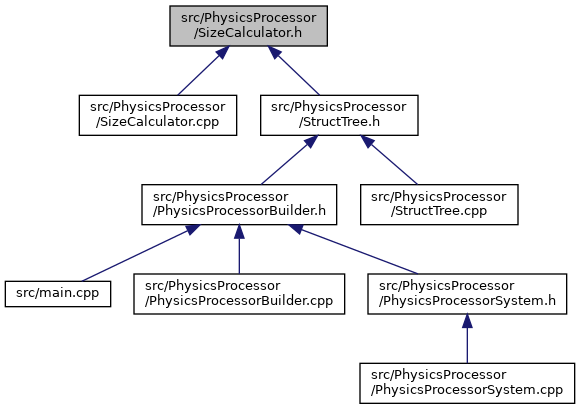 src/PhysicsProcessor
/SizeCalculator.h
src/PhysicsProcessor
/SizeCalculator.cpp
src/PhysicsProcessor
/StructTree.h
src/PhysicsProcessor
/PhysicsProcessorBuilder.h
src/PhysicsProcessor
/StructTree.cpp
src/main.cpp
src/PhysicsProcessor
/PhysicsProcessorBuilder.cpp
src/PhysicsProcessor
/PhysicsProcessorSystem.h
src/PhysicsProcessor
/PhysicsProcessorSystem.cpp